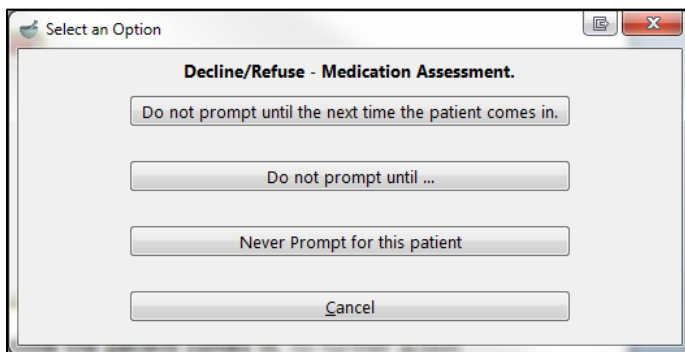 Select an Option
Decline/Refuse - Medication Assessment.
Do not prompt until the next time the patient comes in.
Do not prompt until ...
Never Prompt for this patient
Cancel